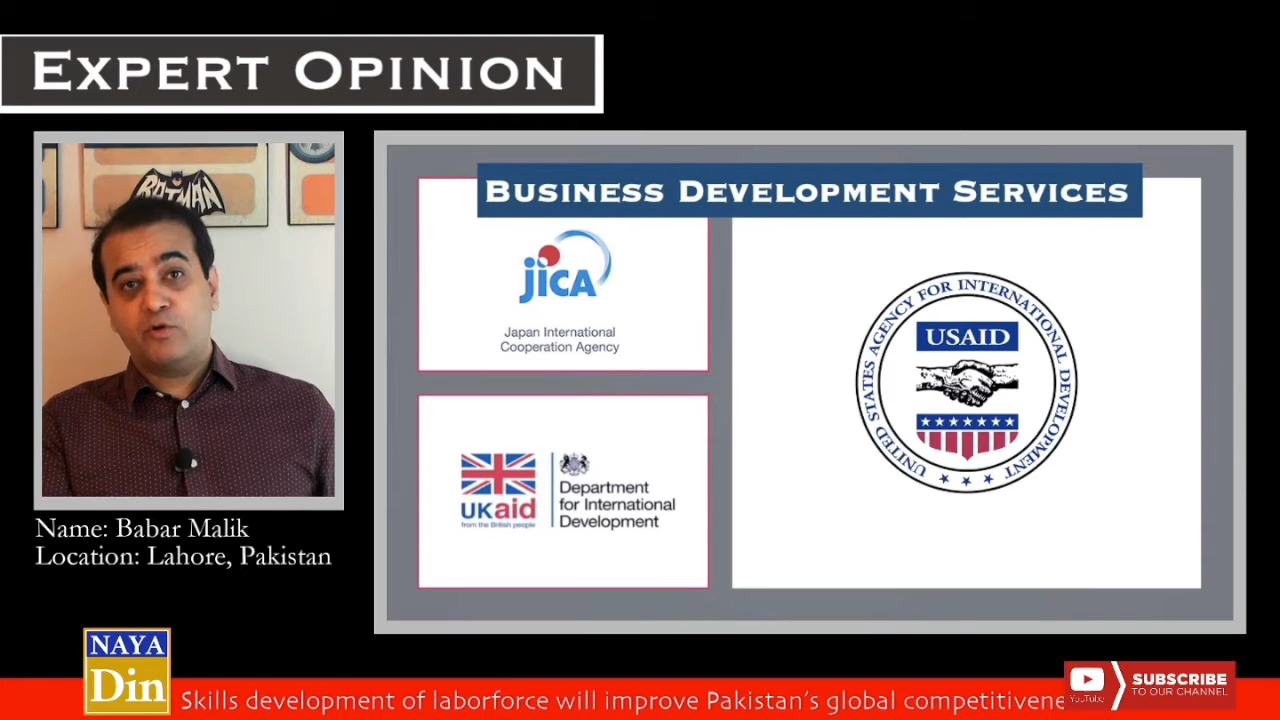 EXPERT OPINION
BATMAN
BUSINESS DEVELOPMENT SERVICES
JICA
Japan International
Cooperation Agency
UNITED STATES AGENCY FOR INTERNATIONAL DEVELOPMENT
USAID
UKaid
from the British people
Department
for International
Development
Name: Babar Malik
Location: Lahore, Pakistan
NAYA
Din
Skills development of laborforce will improve Pakistan's global competitivene
YouTube
SUBSCRIBE
TO OUR CHANNEL